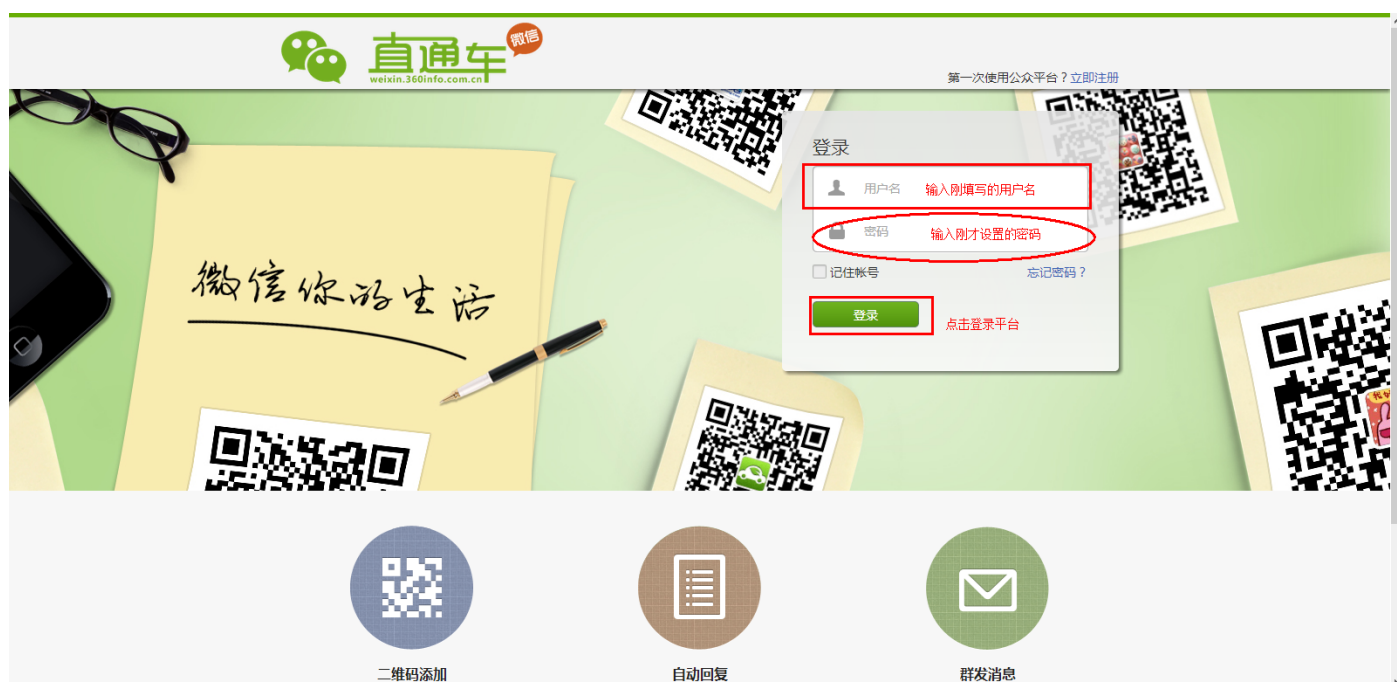 直通车
微信
weixin.360info.com.cn
第一次使用公众平台？立即注册
登录
用户名 输入刚填写的用户名
密码 输入刚才设置的密码
记住帐号 忘记密码？
登录 点击登录平台
微信你的生活
二维码添加 自动回复 群发消息